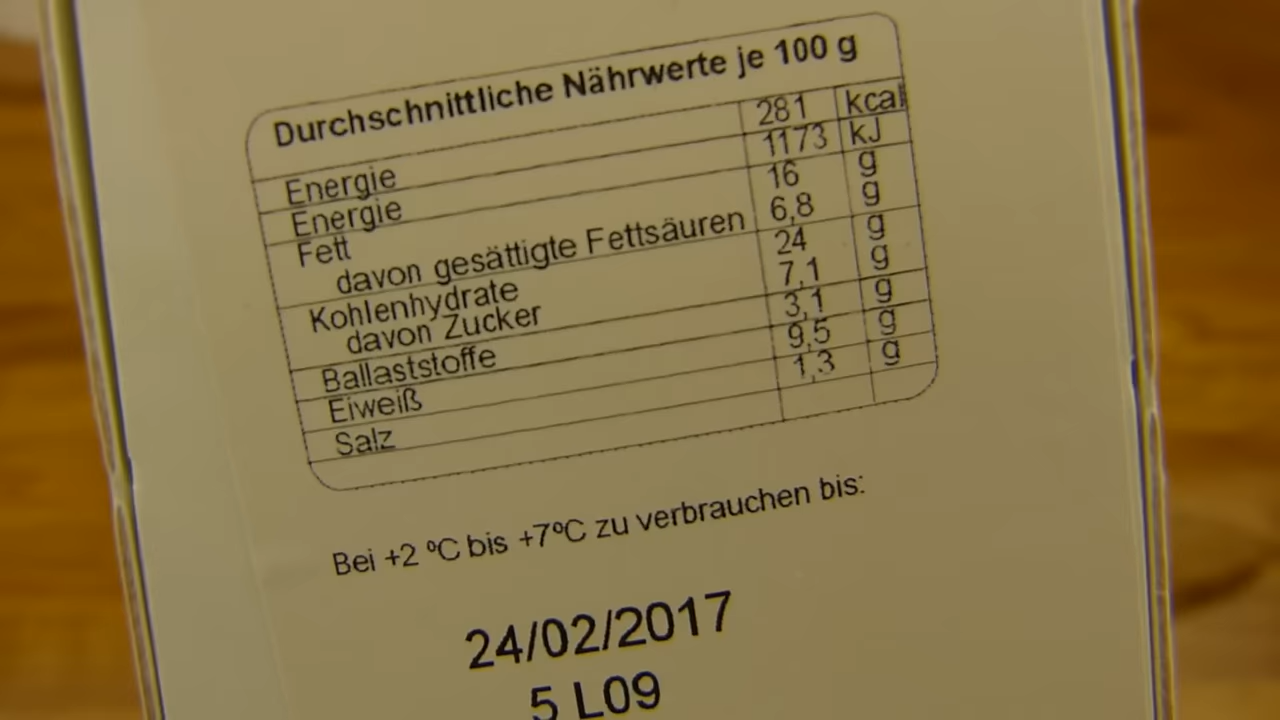 Durchschnittliche Nährwerte je 100 g
Energie 281 kcal
Energie 1173 kJ
Fett 16 g
davon gesättigte Fettsäuren 6,8 g
Kohlenhydrate 24 g
davon Zucker 7,1 g
Ballaststoffe 3,1 g
Eiweiß 9,5 g
Salz 1,3 g
Bei +2 ºC bis +7ºC zu verbrauchen bis:
24/02/2017
5 L09